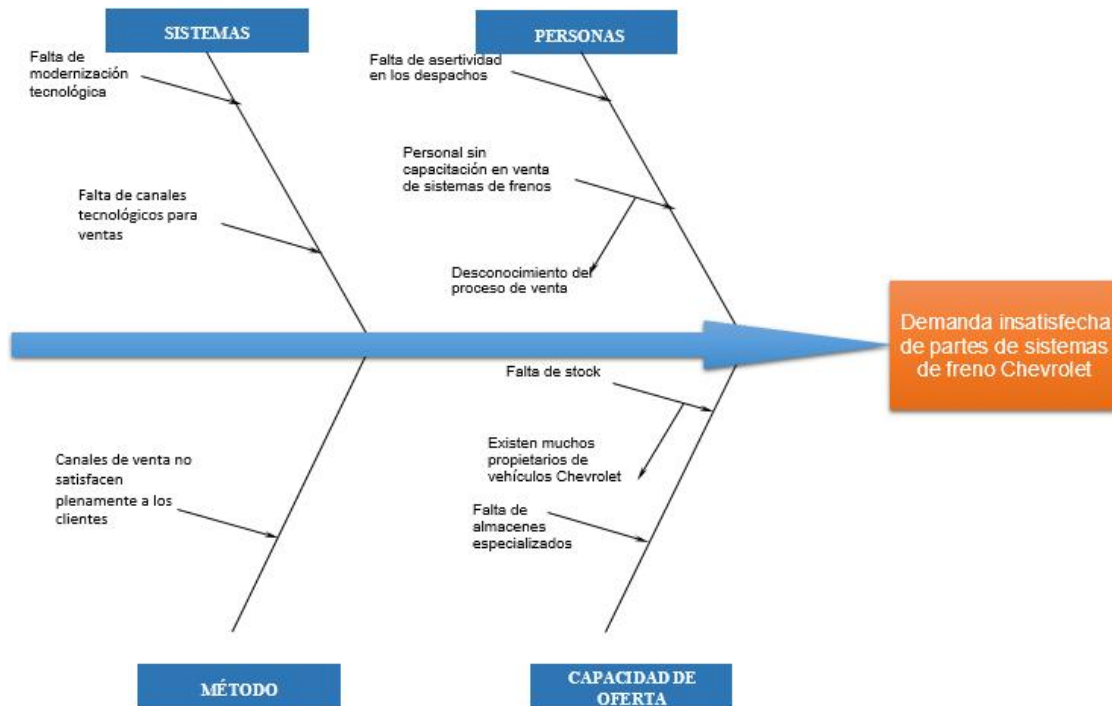 SISTEMAS
PERSONAS
Falta de
modernización
tecnológica
Falta de asertividad
en los despachos
Personal sin
capacitación en venta
de sistemas de frenos
Falta de canales
tecnológicos para
ventas
Desconocimiento del
proceso de venta
Demanda insatisfecha
de partes de sistemas
de freno Chevrolet
Falta de stock
Existen muchos
propietarios de
vehículos Chevrolet
Canales de venta no
satisfacen
plenamente a los
clientes
Falta de
almacenes
especializados
MÉTODO
CAPACIDAD DE
OFERTA